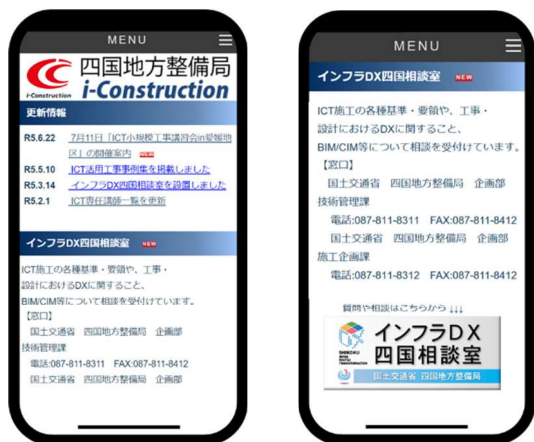 MENU
四国地方整備局
i-Construction
i-Construction
更新情報
R5.6.22 7月11日「ICT小規模工事講習会in愛媛地
区」の開催案内 NEW
R5.5.10 ICT活用工事事例集を掲載しました
R5.3.14 インフラDX四国相談室を設置しました
R5.2.1 ICT専任講師一覧を更新
インフラDX四国相談室 NEW
ICT施工の各種基準・要領や、工事・
設計におけるDXに関すること、
BIM/CIM等について相談を受付けています。
【窓口】
国土交通省 四国地方整備局 企画部
技術管理課
電話:087-811-8311 FAX:087-811-8412
国土交通省 四国地方整備局 企画部
MENU
インフラDX四国相談室 NEW
ICT施工の各種基準・要領や、工事・
設計におけるDXに関すること、
BIM/CIM等について相談を受付けています。
【窓口】
国土交通省 四国地方整備局 企画部
技術管理課
電話:087-811-8311 FAX:087-811-8412
国土交通省 四国地方整備局 企画部
施工企画課
電話:087-811-8312 FAX:087-811-8412
質問や相談はこちらから ↓↓↓
インフラDX
四国相談室
SHIKOKU
国土交通省 四国地方整備局